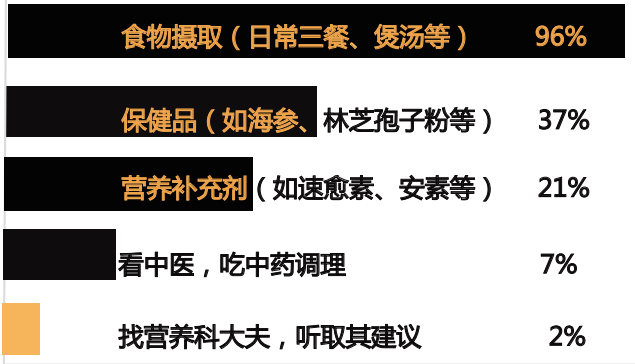 食物摄取（日常三餐、煲汤等） 96%
保健品（如海参、林芝孢子粉等） 37%
营养补充剂（如速愈素、安素等） 21%
看中医，吃中药调理 7%
找营养科大夫，听取其建议 2%